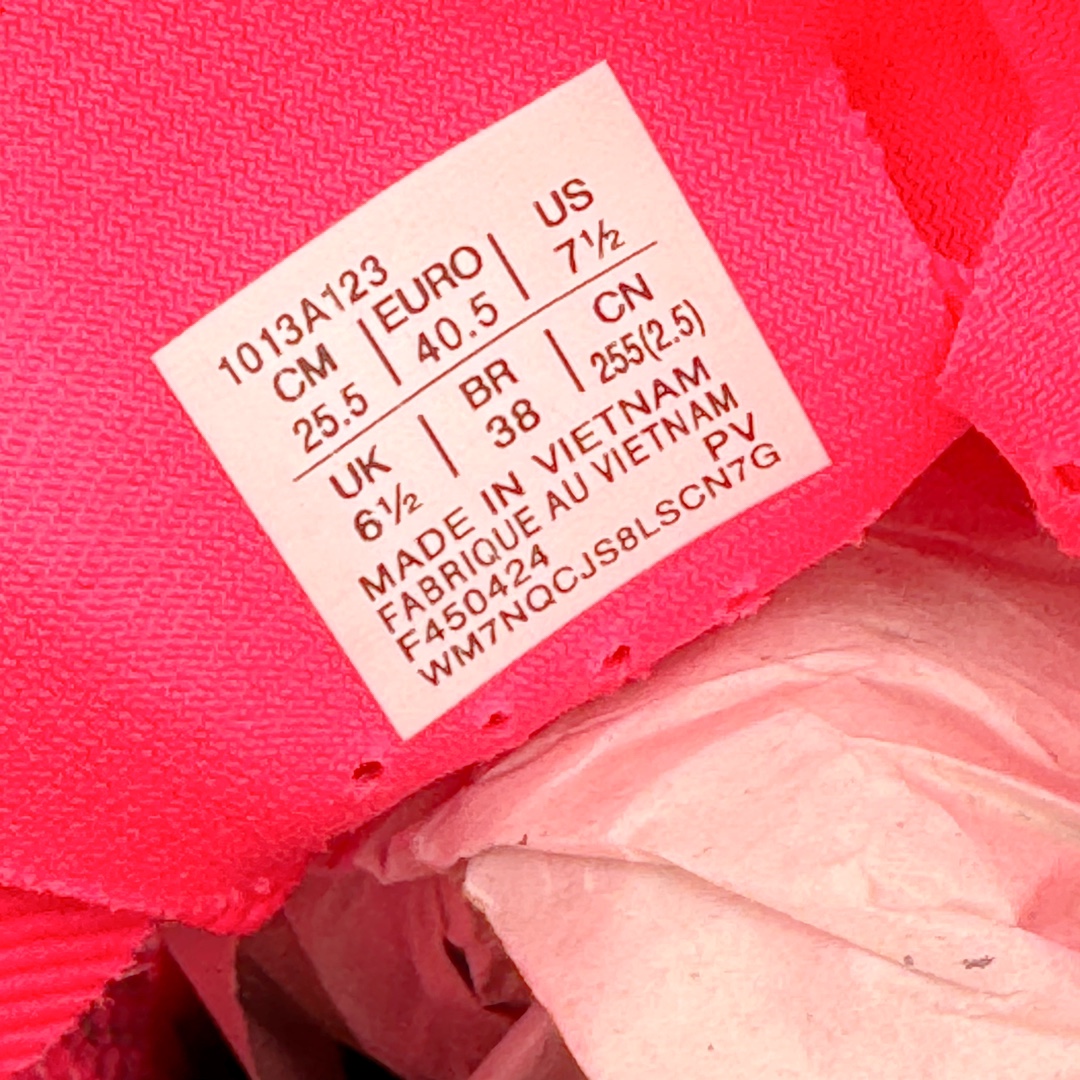 1013A123
CM | EURO | US
25.5 | 40.5 | 7½
UK | BR | CN
6½ | 38 | 255(2.5)
MADE IN VIETNAM
FABRIQUE AU VIETNAM
F450424 PV
WM7NQCJS8LSCN7G